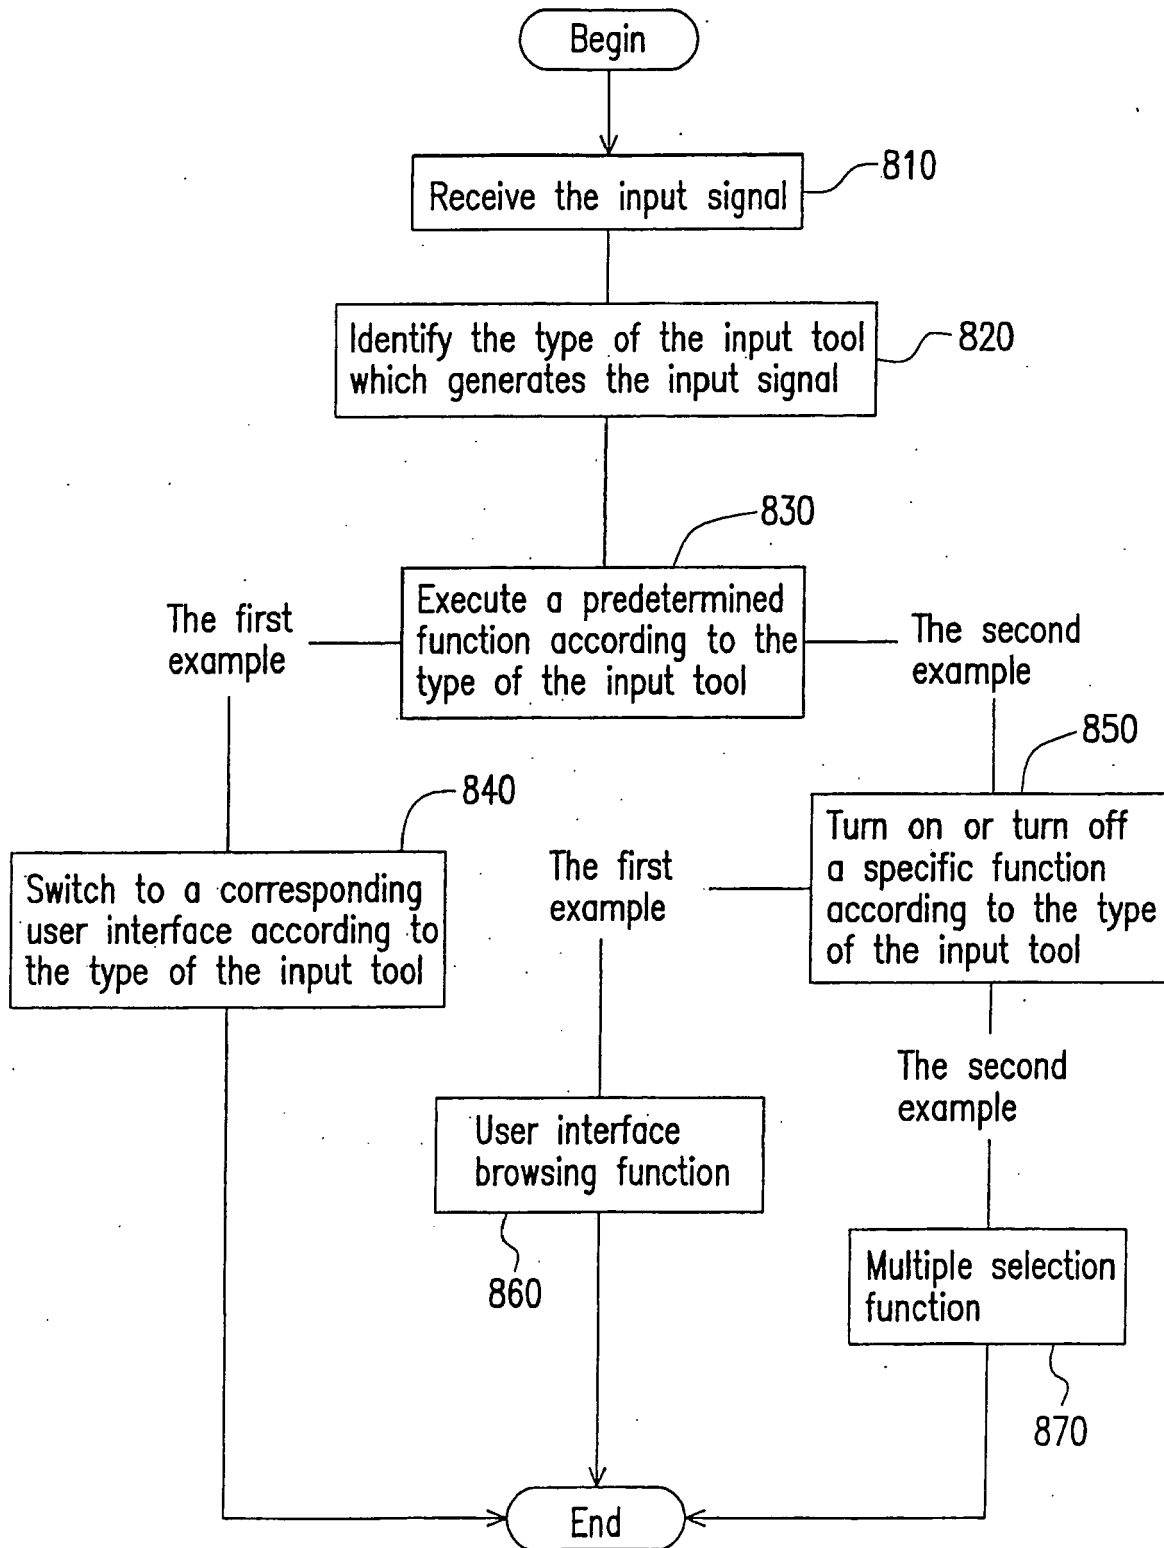 Begin
Receive the input signal
810
Identify the type of the input tool
which generates the input signal
820
830
Execute a predetermined
function according to the
type of the input tool
The first
example
The second
example
840
Switch to a corresponding
user interface according to
the type of the input tool
850
Turn on or turn off
a specific function
according to the type
of the input tool
The first
example
The second
example
User interface
browsing function
860
Multiple selection
function
870
End